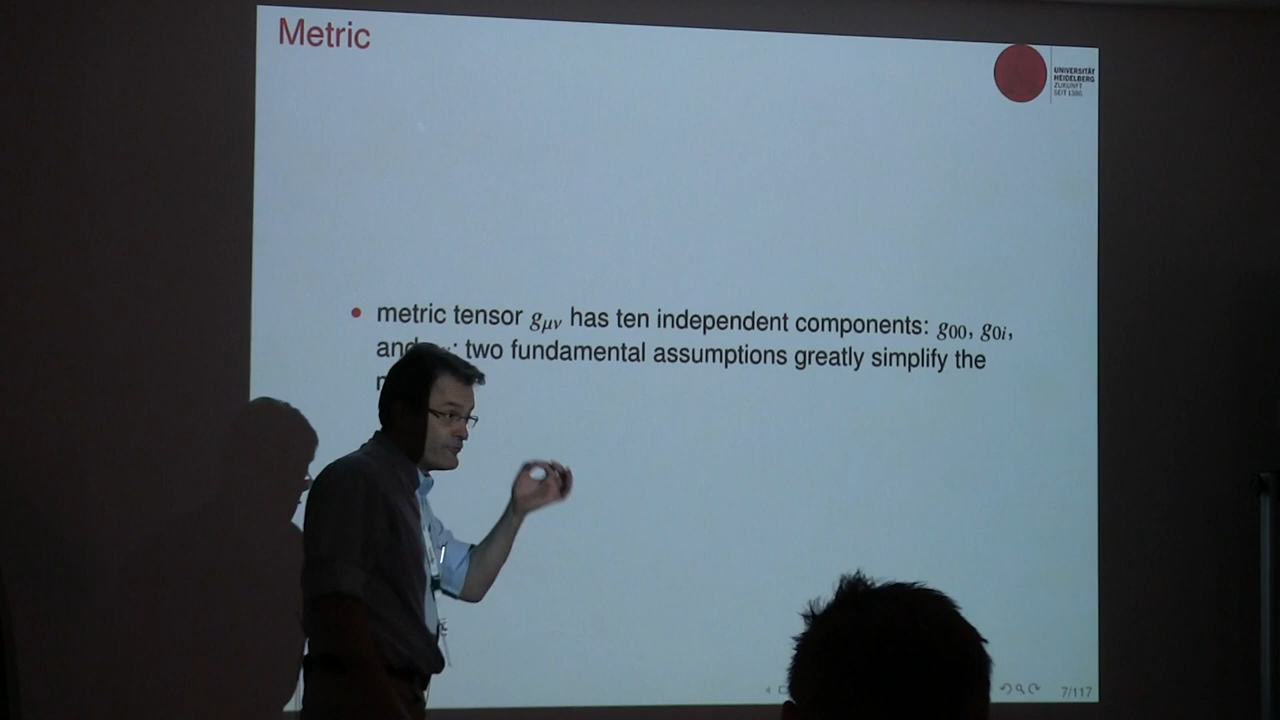 Metric
UNIVERSITÄT
HEIDELBERG
ZUKUNFT
SEIT 1386
• metric tensor gμν has ten independent components: g00, g0i,
and two fundamental assumptions greatly simplify the
7/117